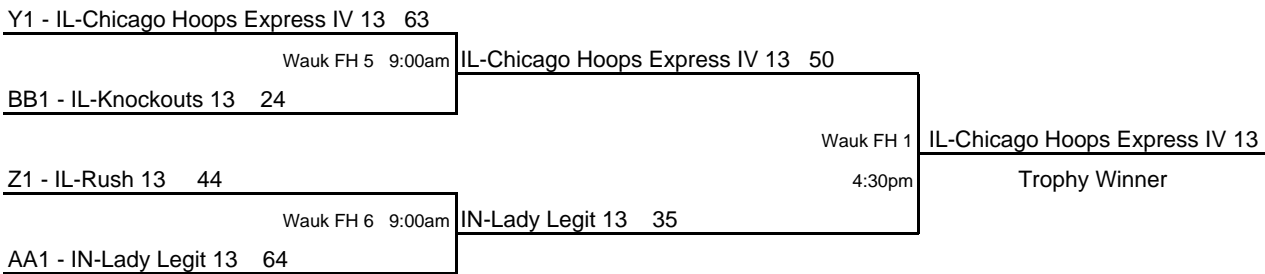 Y1 - IL-Chicago Hoops Express IV 13 63
Wauk FH 5 9:00am IL-Chicago Hoops Express IV 13 50
BB1 - IL-Knockouts 13 24
Wauk FH 1 IL-Chicago Hoops Express IV 13
Z1 - IL-Rush 13 44
4:30pm Trophy Winner
Wauk FH 6 9:00am IN-Lady Legit 13 35
AA1 - IN-Lady Legit 13 64